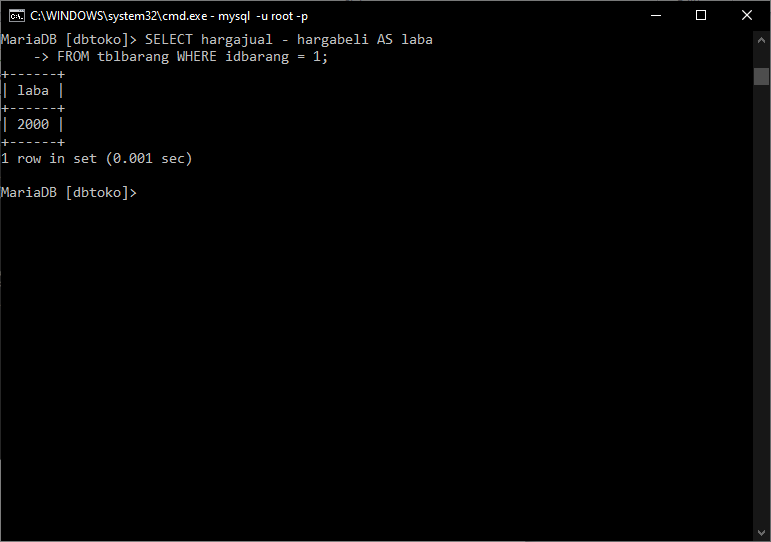 C:\WINDOWS\system32\cmd.exe - mysql  -u root -p
MariaDB [dbtoko]> SELECT hargajual - hargabeli AS laba
    -> FROM tblbarang WHERE idbarang = 1;
+------+
| laba |
+------+
| 2000 |
+------+
1 row in set (0.001 sec)

MariaDB [dbtoko]>